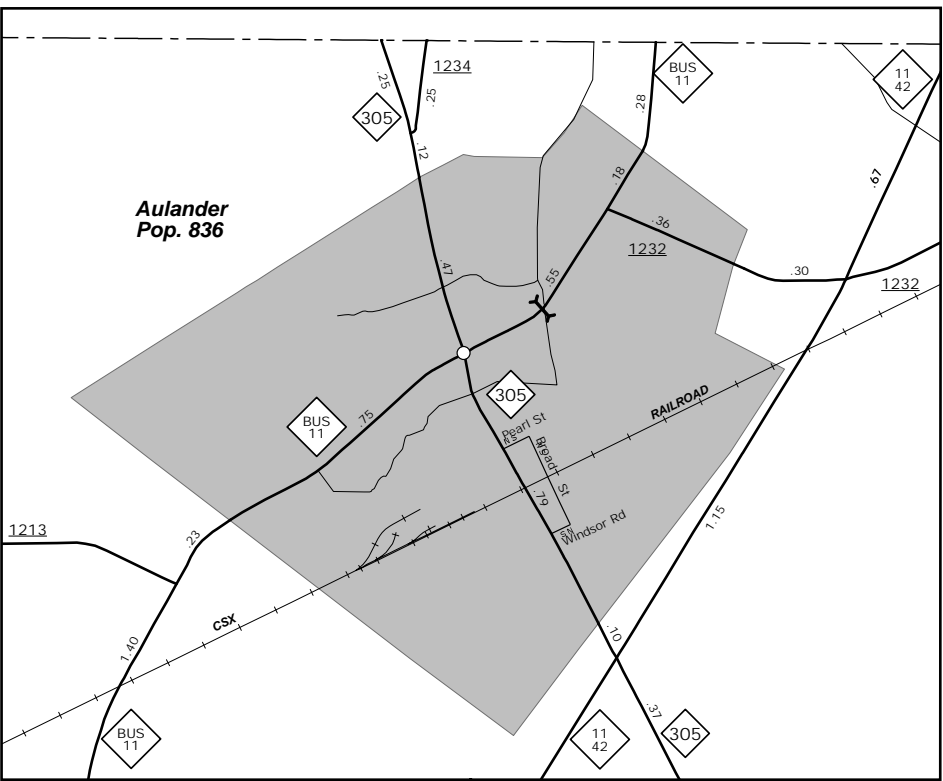 1234
BUS
11
11
42
.25
.25
305
.28
.12
.18
.67
Aulander
Pop. 836
.36
1232
.47
.55
.30
1232
305
RAILROAD
BUS
11
.75
Pearl St
N.S.
Broad St
.79
S.N.
Windsor Rd
1.15
1213
.23
CSX
1.40
.10
.37
BUS
11
11
42
305